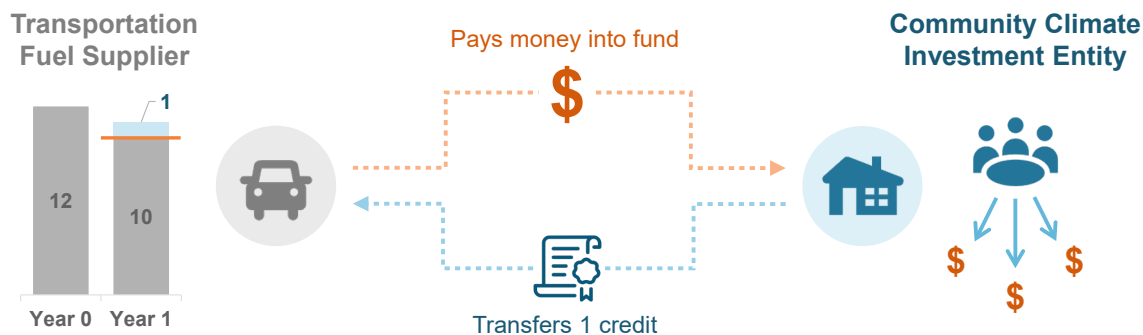 Transportation
Fuel Supplier
1
12
10
Year 0
Year 1
Pays money into fund
$
Transfers 1 credit
Community Climate
Investment Entity
$
$
$